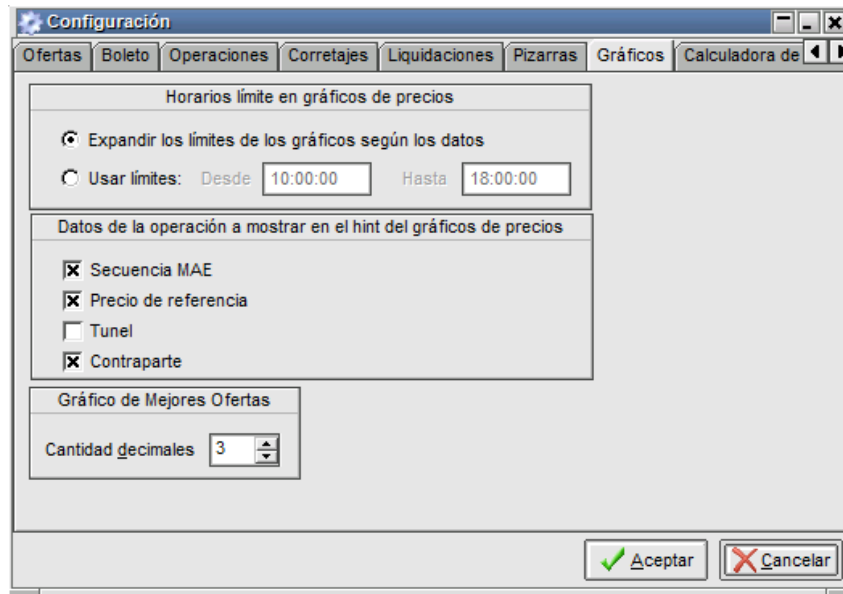 Configuración
Ofertas Boleto Operaciones Corretajes Liquidaciones Pizarras Gráficos Calculadora de
Horarios límite en gráficos de precios
Expandir los límites de los gráficos según los datos
Usar límites: Desde 10:00:00 Hasta 18:00:00
Datos de la operación a mostrar en el hint del gráficos de precios
Secuencia MAE
Precio de referencia
Tunel
Contraparte
Gráfico de Mejores Ofertas
Cantidad decimales 3
Aceptar Cancelar